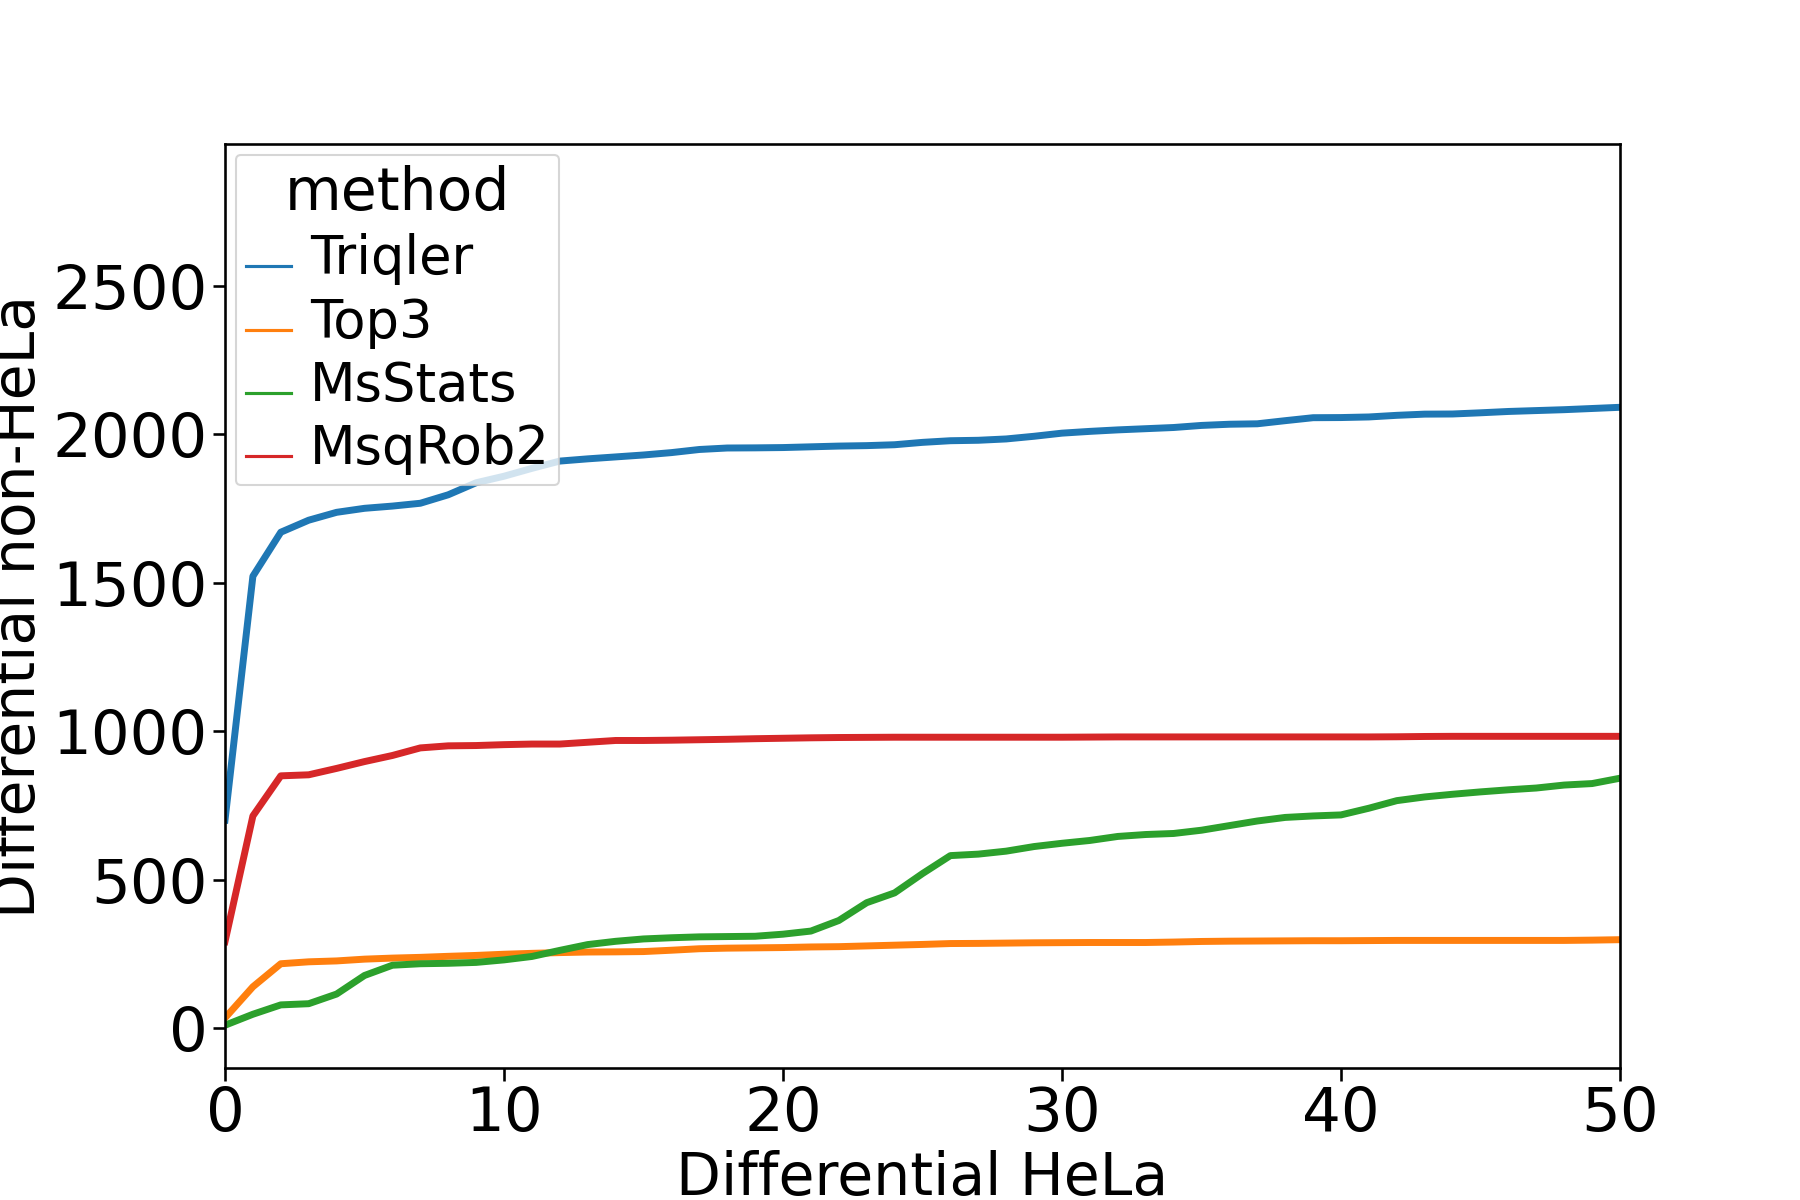 method
Triqler
Top3
MsStats
MsqRob2
Differential non-HeLa
2500
2000
1500
1000
500
0
0 10 20 30 40 50
Differential HeLa